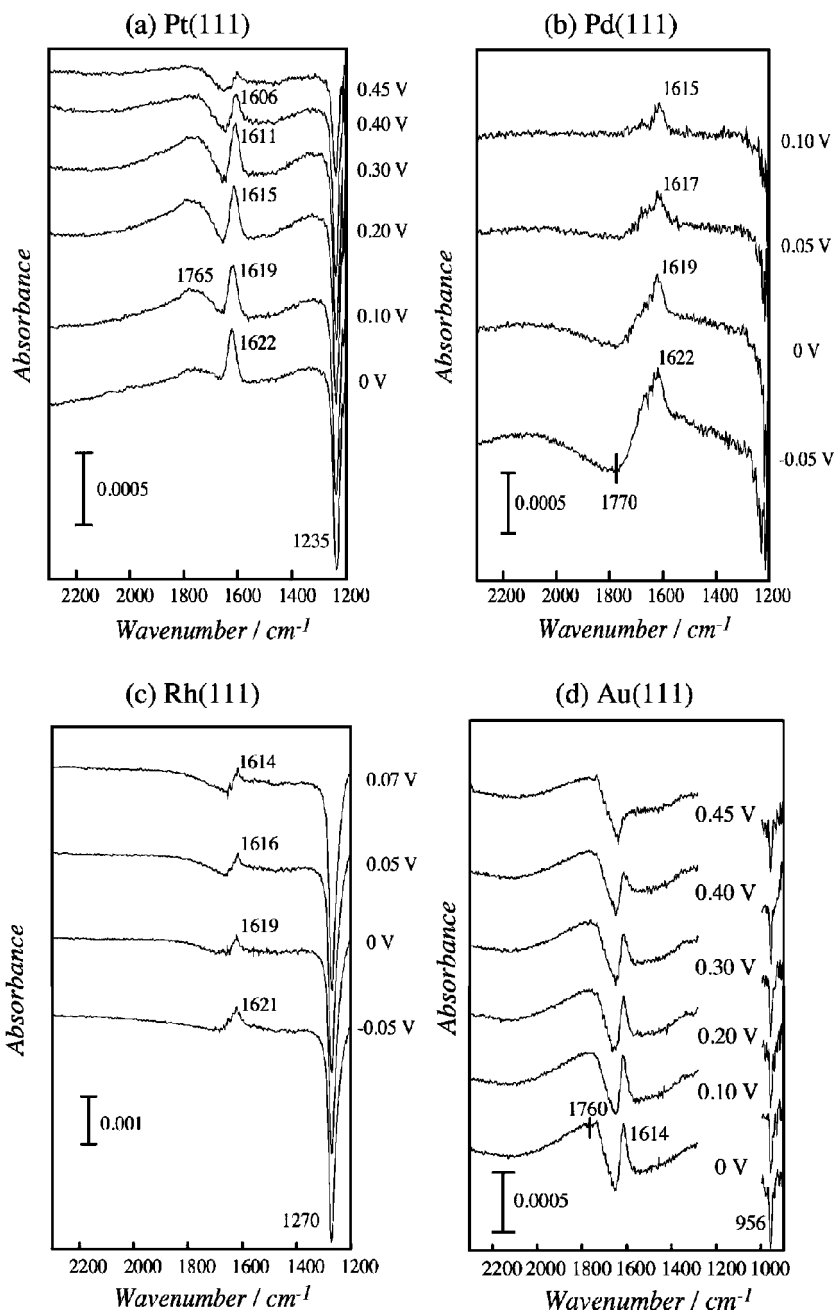 (a) Pt(111)
1606
1611
1615
1765
1619
1622
0.45 V
0.40 V
0.30 V
0.20 V
0.10 V
0 V
0.0005
1235
Absorbance
2200 2000 1800 1600 1400 1200
Wavenumber / cm⁻¹
(b) Pd(111)
1615
1617
1619
1622
0.10 V
0.05 V
0 V
-0.05 V
0.0005
1770
Absorbance
2200 2000 1800 1600 1400 1200
Wavenumber / cm⁻¹
(c) Rh(111)
1614
1616
1619
1621
0.07 V
0.05 V
0 V
-0.05 V
0.001
1270
Absorbance
2200 2000 1800 1600 1400 1200
Wavenumber / cm⁻¹
(d) Au(111)
0.45 V
0.40 V
0.30 V
0.20 V
0.10 V
0 V
1760
1614
0.0005
956
Absorbance
2200 2000 1800 1600 1400 1000 900
Wavenumber / cm⁻¹